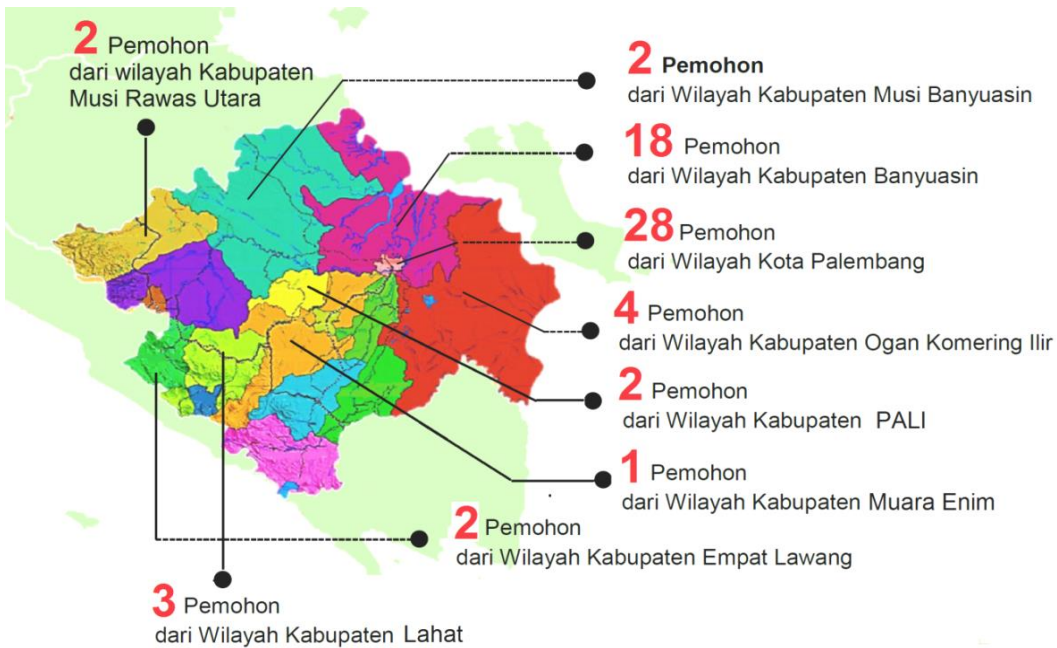 2 Pemohon
dari wilayah Kabupaten
Musi Rawas Utara
2 Pemohon
dari Wilayah Kabupaten Musi Banyuasin
18 Pemohon
dari Wilayah Kabupaten Banyuasin
28 Pemohon
dari Wilayah Kota Palembang
4 Pemohon
dari Wilayah Kabupaten Ogan Komering Ilir
2 Pemohon
dari Wilayah Kabupaten PALI
1 Pemohon
dari Wilayah Kabupaten Muara Enim
2 Pemohon
dari Wilayah Kabupaten Empat Lawang
3 Pemohon
dari Wilayah Kabupaten Lahat